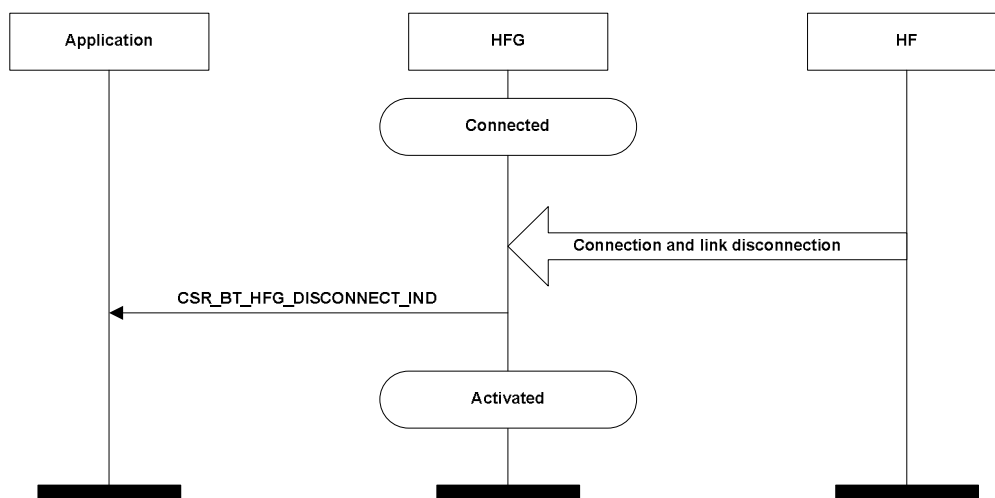 Application
HFG
HF
Connected
Connection and link disconnection
CSR_BT_HFG_DISCONNECT_IND
Activated